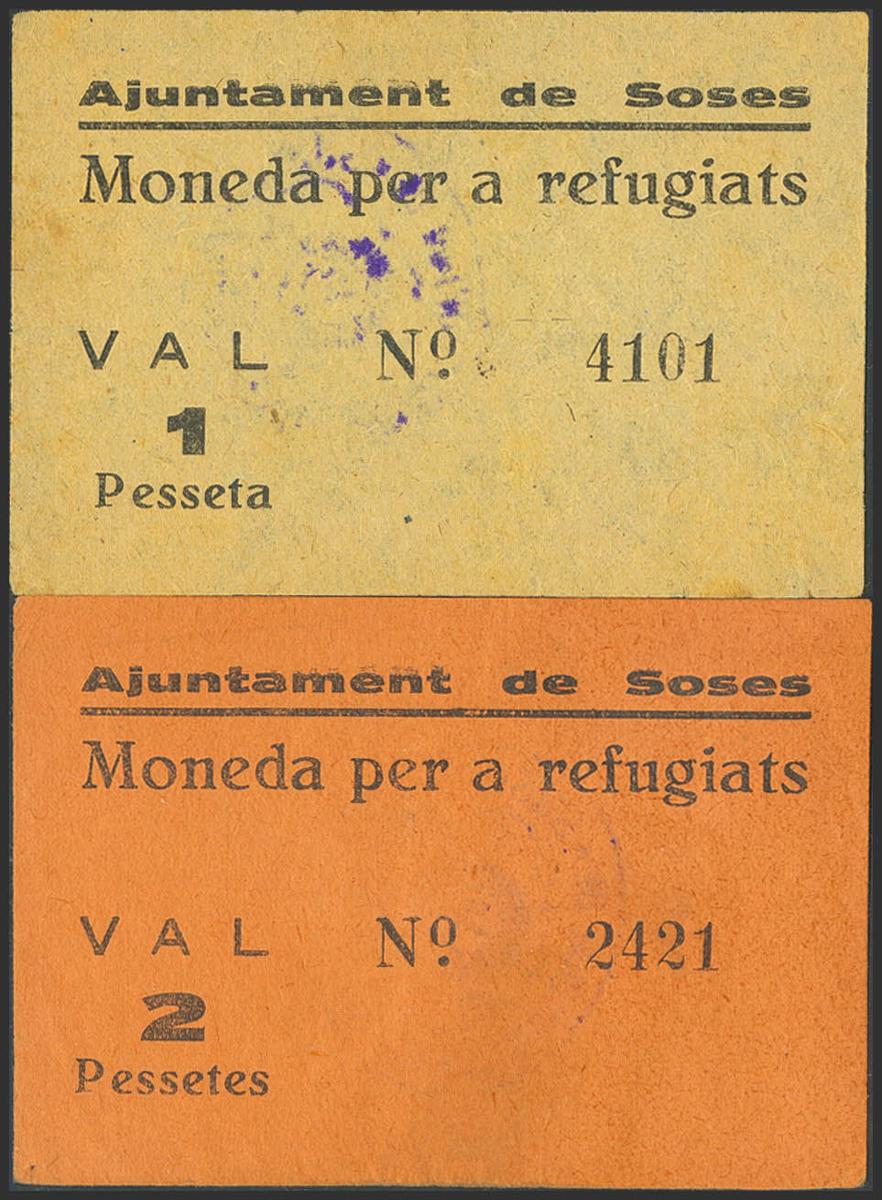 Ajuntament de Soses
Moneda per a refugiats
VAL Nº 4101
1
Pesseta
Ajuntament de Soses
Moneda per a refugiats
VAL Nº 2421
2
Pessetes